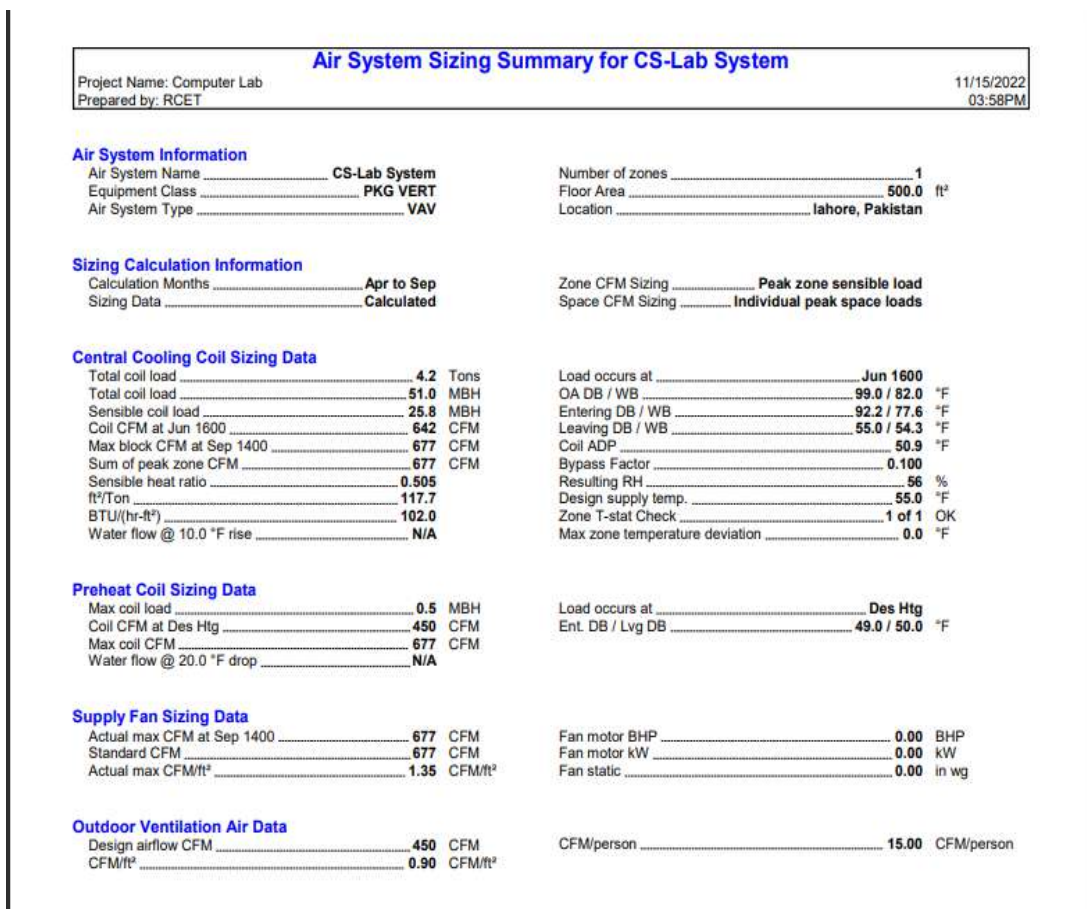 Air System Sizing Summary for CS-Lab System
Project Name: Computer Lab 11/15/2022
Prepared by: RCET 03:58PM
Air System Information
Air System Name CS-Lab System Number of zones 1
Equipment Class PKG VERT Floor Area 500.0 ft²
Air System Type VAV Location lahore, Pakistan
Sizing Calculation Information
Calculation Months Apr to Sep Zone CFM Sizing Peak zone sensible load
Sizing Data Calculated Space CFM Sizing Individual peak space loads
Central Cooling Coil Sizing Data
Total coil load 4.2 Tons Load occurs at Jun 1600
Total coil load 51.0 MBH OA DB / WB 99.0 / 82.0 °F
Sensible coil load 25.8 MBH Entering DB / WB 92.2 / 77.6 °F
Coil CFM at Jun 1600 642 CFM Leaving DB / WB 55.0 / 54.3 °F
Max block CFM at Sep 1400 677 CFM Coil ADP 50.9 °F
Sum of peak zone CFM 677 CFM Bypass Factor 0.100
Sensible heat ratio 0.505 Resulting RH 56 %
ft²/Ton 117.7 Design supply temp. 55.0 °F
BTU/(hr-ft²) 102.0 Zone T-stat Check 1 of 1 OK
Water flow @ 10.0 °F rise N/A Max zone temperature deviation 0.0 °F
Preheat Coil Sizing Data
Max coil load 0.5 MBH Load occurs at Des Htg
Coil CFM at Des Htg 450 CFM Ent. DB / Lvg DB 49.0 / 50.0 °F
Max coil CFM 677 CFM
Water flow @ 20.0 °F drop N/A
Supply Fan Sizing Data
Actual max CFM at Sep 1400 677 CFM Fan motor BHP 0.00 BHP
Standard CFM 677 CFM Fan motor kW 0.00 kW
Actual max CFM/ft² 1.35 CFM/ft² Fan static 0.00 in wg
Outdoor Ventilation Air Data
Design airflow CFM 450 CFM CFM/person 15.00 CFM/person
CFM/ft² 0.90 CFM/ft²